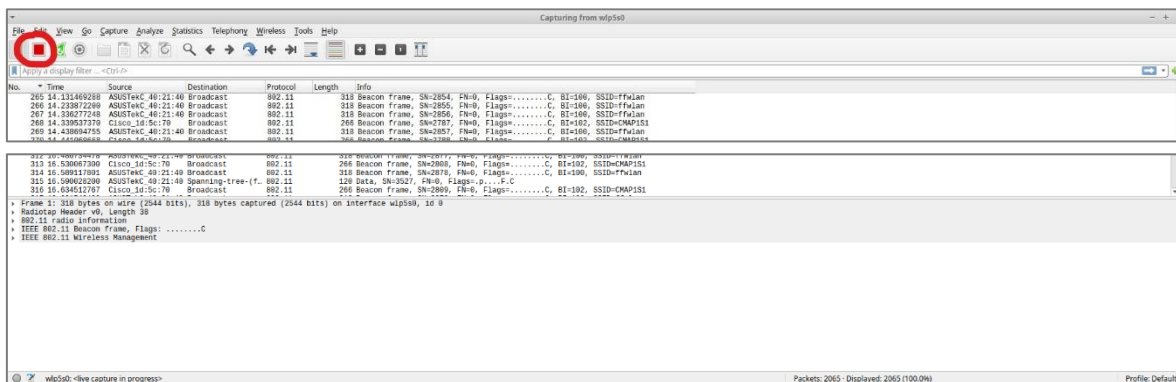 Capturing from wlp5s0
File Edit View Go Capture Analyze Statistics Telephony Wireless Tools Help
Apply a display filter ... <Ctrl-/>
No. Time Source Destination Protocol Length Info
265 14.131469288 ASUSTekC_40:21:40 Broadcast 802.11 318 Beacon frame, SN=2854, FN=0, Flags=........C, BI=100, SSID=ffwlan
266 14.233872200 ASUSTekC_40:21:40 Broadcast 802.11 318 Beacon frame, SN=2855, FN=0, Flags=........C, BI=100, SSID=ffwlan
267 14.336277248 ASUSTekC_40:21:40 Broadcast 802.11 318 Beacon frame, SN=2856, FN=0, Flags=........C, BI=100, SSID=ffwlan
268 14.339537370 Cisco_1d:5c:70 Broadcast 802.11 266 Beacon frame, SN=2787, FN=0, Flags=........C, BI=102, SSID=CMAP1S1
269 14.438694755 ASUSTekC_40:21:40 Broadcast 802.11 318 Beacon frame, SN=2857, FN=0, Flags=........C, BI=100, SSID=ffwlan
313 16.530067300 Cisco_1d:5c:70 Broadcast 802.11 266 Beacon frame, SN=2808, FN=0, Flags=........C, BI=102, SSID=CMAP1S1
314 16.589117801 ASUSTekC_40:21:40 Broadcast 802.11 318 Beacon frame, SN=2878, FN=0, Flags=........C, BI=100, SSID=ffwlan
315 16.590028200 ASUSTekC_40:21:40 Spanning-tree-(f… 802.11 120 Data, SN=3527, FN=0, Flags=.p....F.C
316 16.634512767 Cisco_1d:5c:70 Broadcast 802.11 266 Beacon frame, SN=2809, FN=0, Flags=........C, BI=102, SSID=CMAP1S1
Frame 1: 318 bytes on wire (2544 bits), 318 bytes captured (2544 bits) on interface wlp5s0, id 0
Radiotap Header v0, Length 38
802.11 radio information
IEEE 802.11 Beacon frame, Flags: ........C
IEEE 802.11 Wireless Management
wlp5s0: <live capture in progress>
Packets: 2065 · Displayed: 2065 (100.0%)
Profile: Default